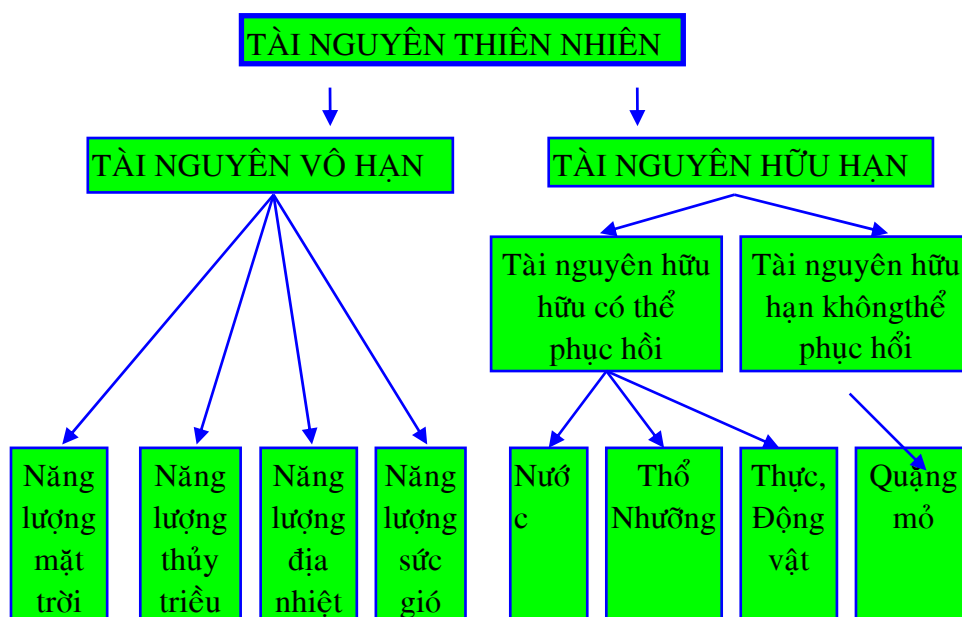 TÀI NGUYÊN THIÊN NHIÊN
TÀI NGUYÊN VÔ HẠN
TÀI NGUYÊN HỮU HẠN
Tài nguyên hữu
hữu có thể
phục hồi
Tài nguyên hữu
hạn khôngthể
phục hổi
Năng
lượng
mặt
trời
Năng
lượng
thủy
triều
Năng
lượng
địa
nhiệt
Năng
lượng
sức
gió
Nướ
c
Thổ
Nhưỡng
Thực,
Động
vật
Quặng
mỏ